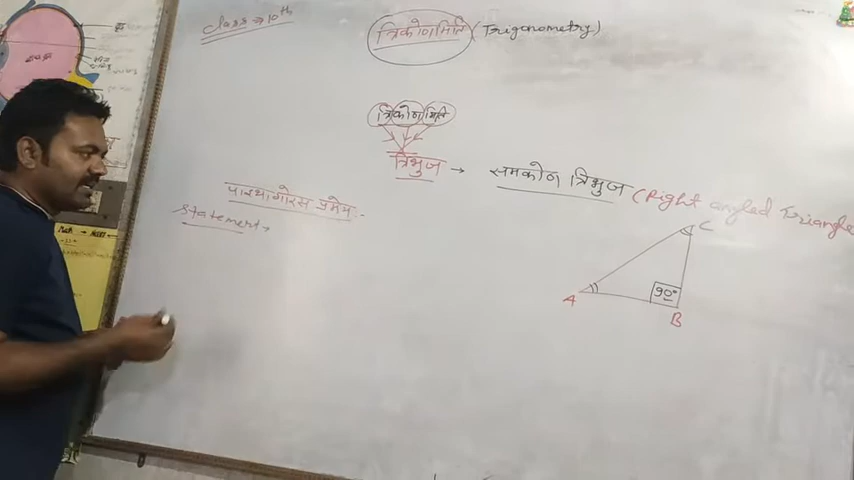 class → 10th
त्रिकोणमिति (Trigonometry)
त्रिकोणमिति
त्रिभुज → समकोण त्रिभुज (Right angled Triangle
पाइथागोरस प्रमेय:-
Statement →
C
90°
A
B